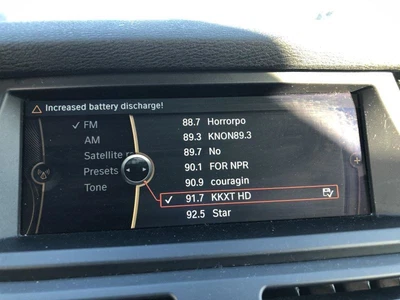 Increased battery discharge!
FM
AM
Satellite r
Presets
Tone
88.7 Horrorpo
89.3 KNON89.3
89.7 No
90.1 FOR NPR
90.9 couragin
91.7 KKXT HD
92.5 Star